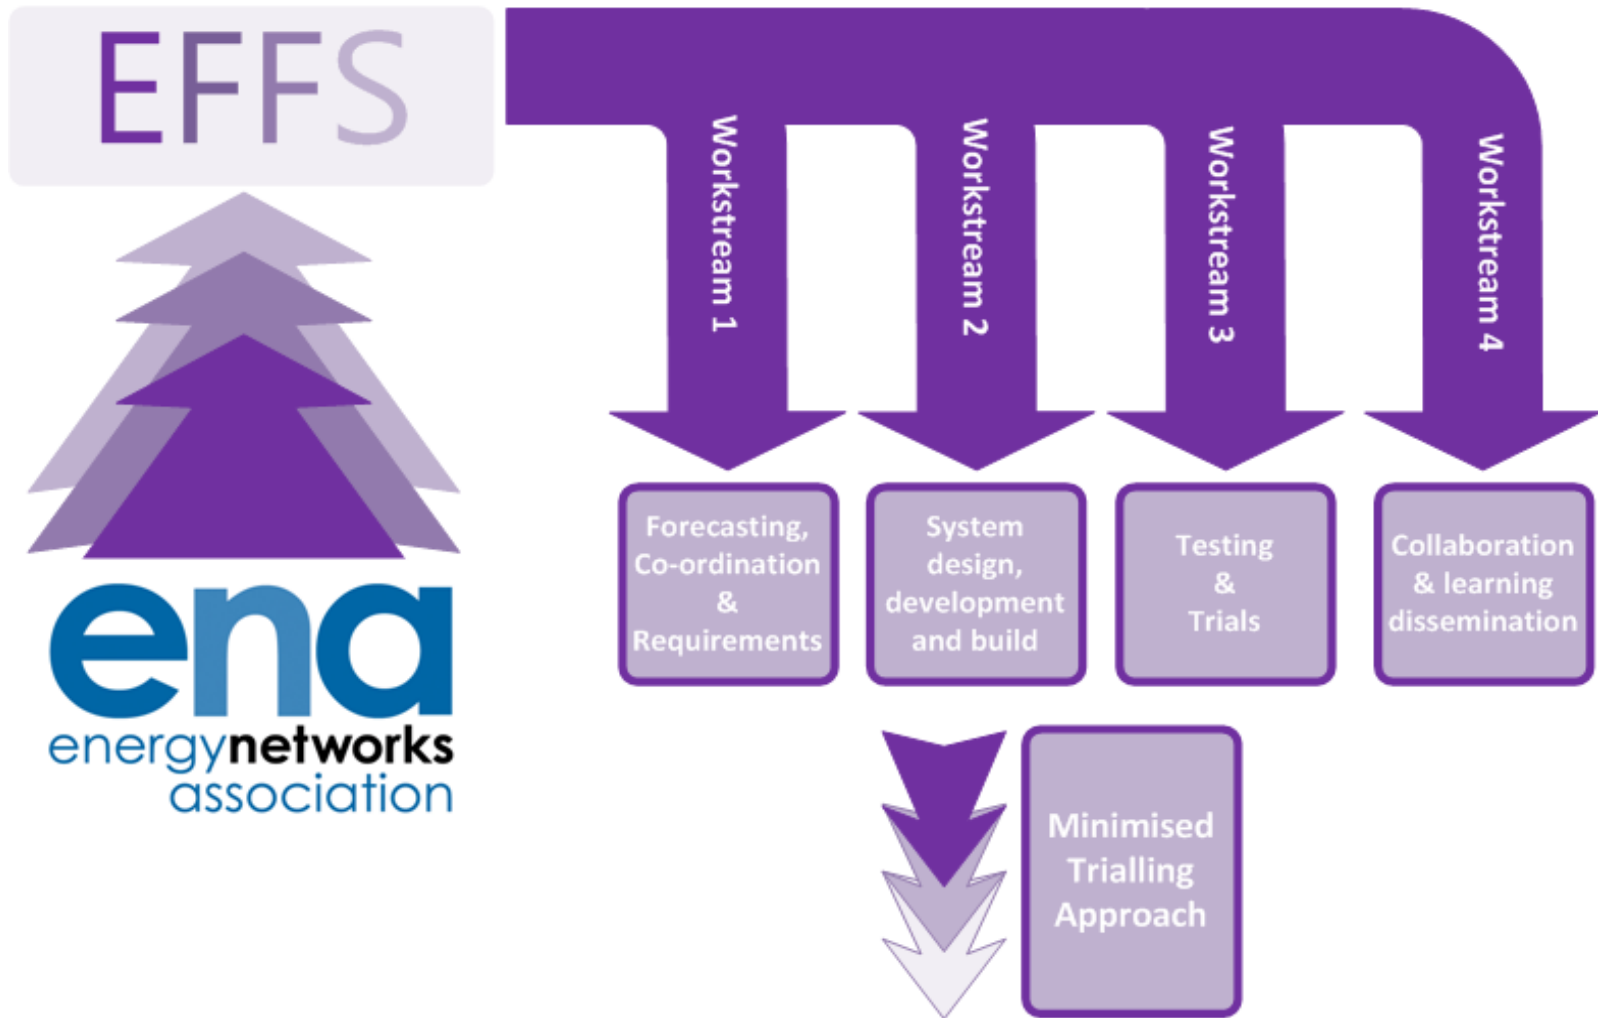 EFFS
Workstream 1
Workstream 2
Workstream 3
Workstream 4
Forecasting,
Co-ordination
&
Requirements
System
design,
development
and build
Testing
&
Trials
Collaboration
& learning
dissemination
ena
energynetworks
association
Minimised
Trialling
Approach